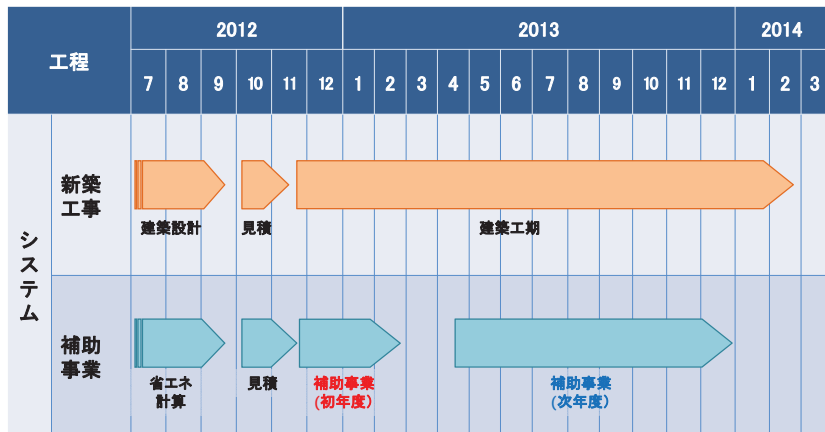 工程
2012
2013
2014
7 8 9 10 11 12 1 2 3 4 5 6 7 8 9 10 11 12 1 2 3
システム
新築
工事
建築設計
見積
建築工期
補助
事業
省エネ
計算
見積
補助事業
(初年度)
補助事業
(次年度)